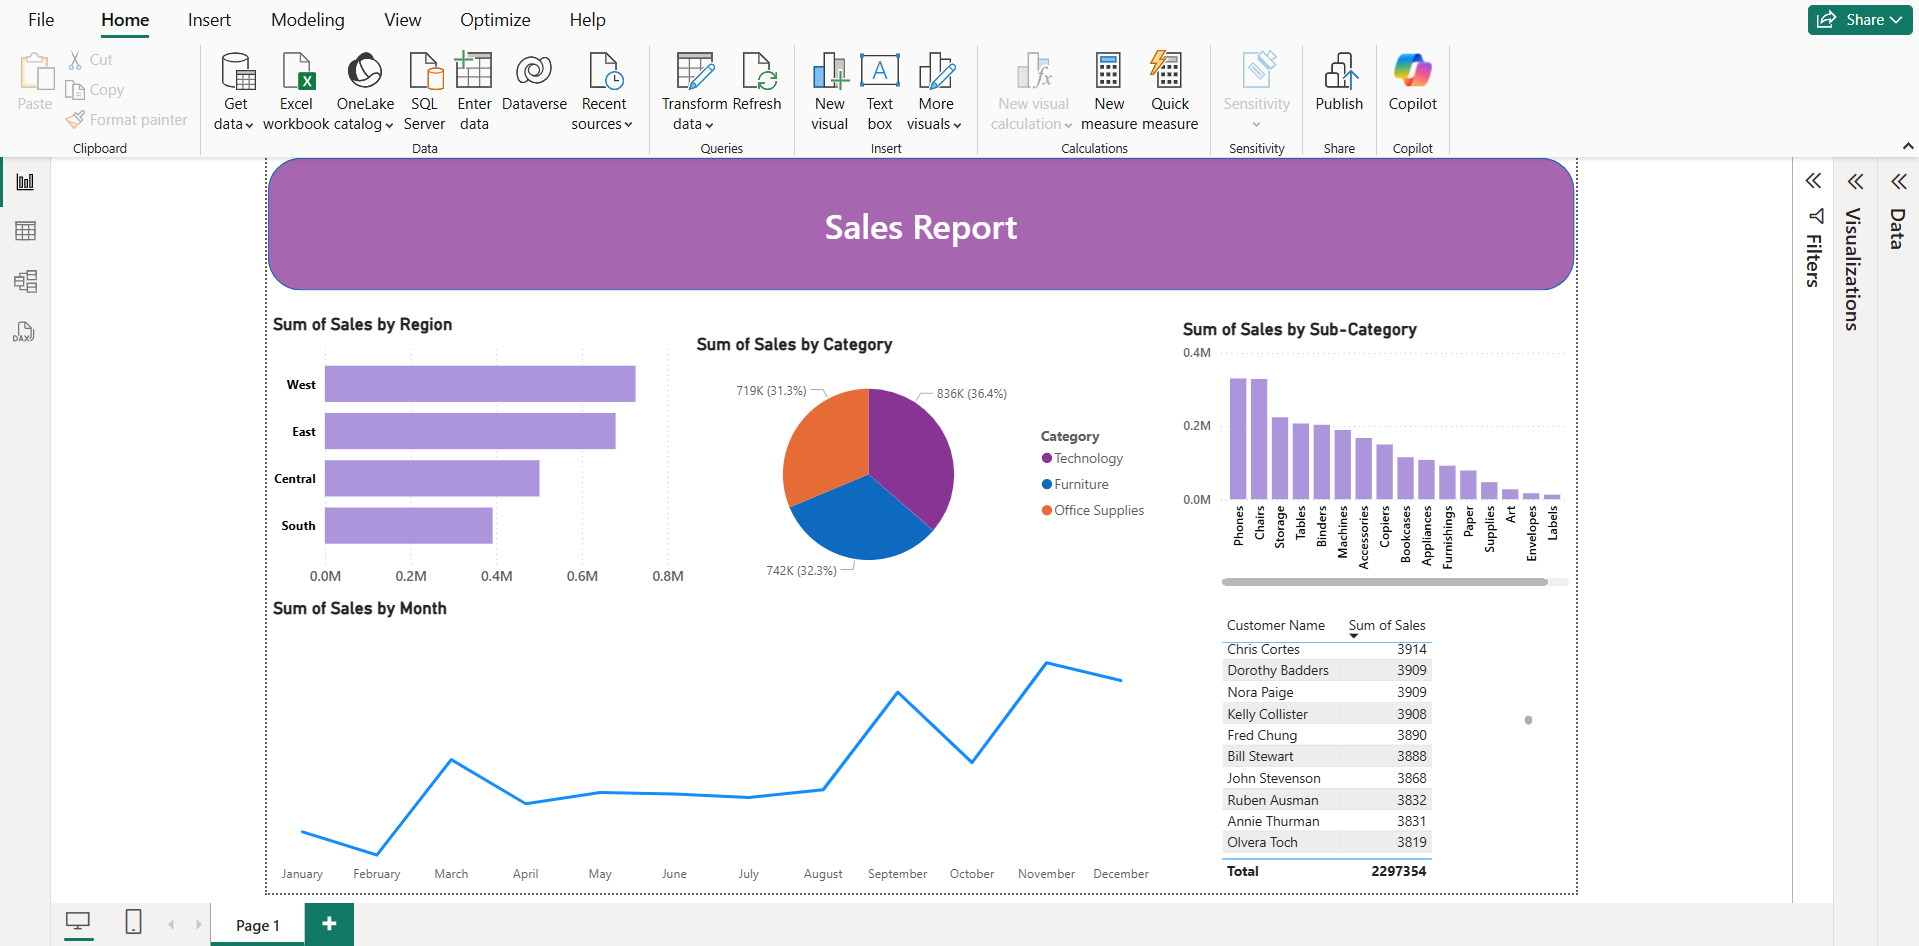 File Home Insert Modeling View Optimize Help Share
Paste
Cut
Copy
Format painter
Clipboard
Get data
Excel workbook
OneLake catalog
SQL Server
Enter data
Dataverse
Recent sources
Data
Transform data
Refresh
Queries
New visual
A
Text box
More visuals
Insert
fx
New visual calculation
New measure
Quick measure
Calculations
Sensitivity
Sensitivity
Publish
Share
Copilot
Copilot
DAX
Sales Report
Sum of Sales by Region
West
East
Central
South
0.0M 0.2M 0.4M 0.6M 0.8M
Sum of Sales by Category
719K (31.3%)
836K (36.4%)
742K (32.3%)
Category
Technology
Furniture
Office Supplies
Sum of Sales by Sub-Category
0.4M
0.2M
0.0M
Phones
Chairs
Storage
Tables
Binders
Machines
Accessories
Copiers
Bookcases
Appliances
Furnishings
Paper
Supplies
Art
Envelopes
Labels
Sum of Sales by Month
January February March April May June July August September October November December
Customer Name Sum of Sales
Chris Cortes 3914
Dorothy Badders 3909
Nora Paige 3909
Kelly Collister 3908
Fred Chung 3890
Bill Stewart 3888
John Stevenson 3868
Ruben Ausman 3832
Annie Thurman 3831
Olvera Toch 3819
Total 2297354
Filters
Visualizations
Data
Page 1